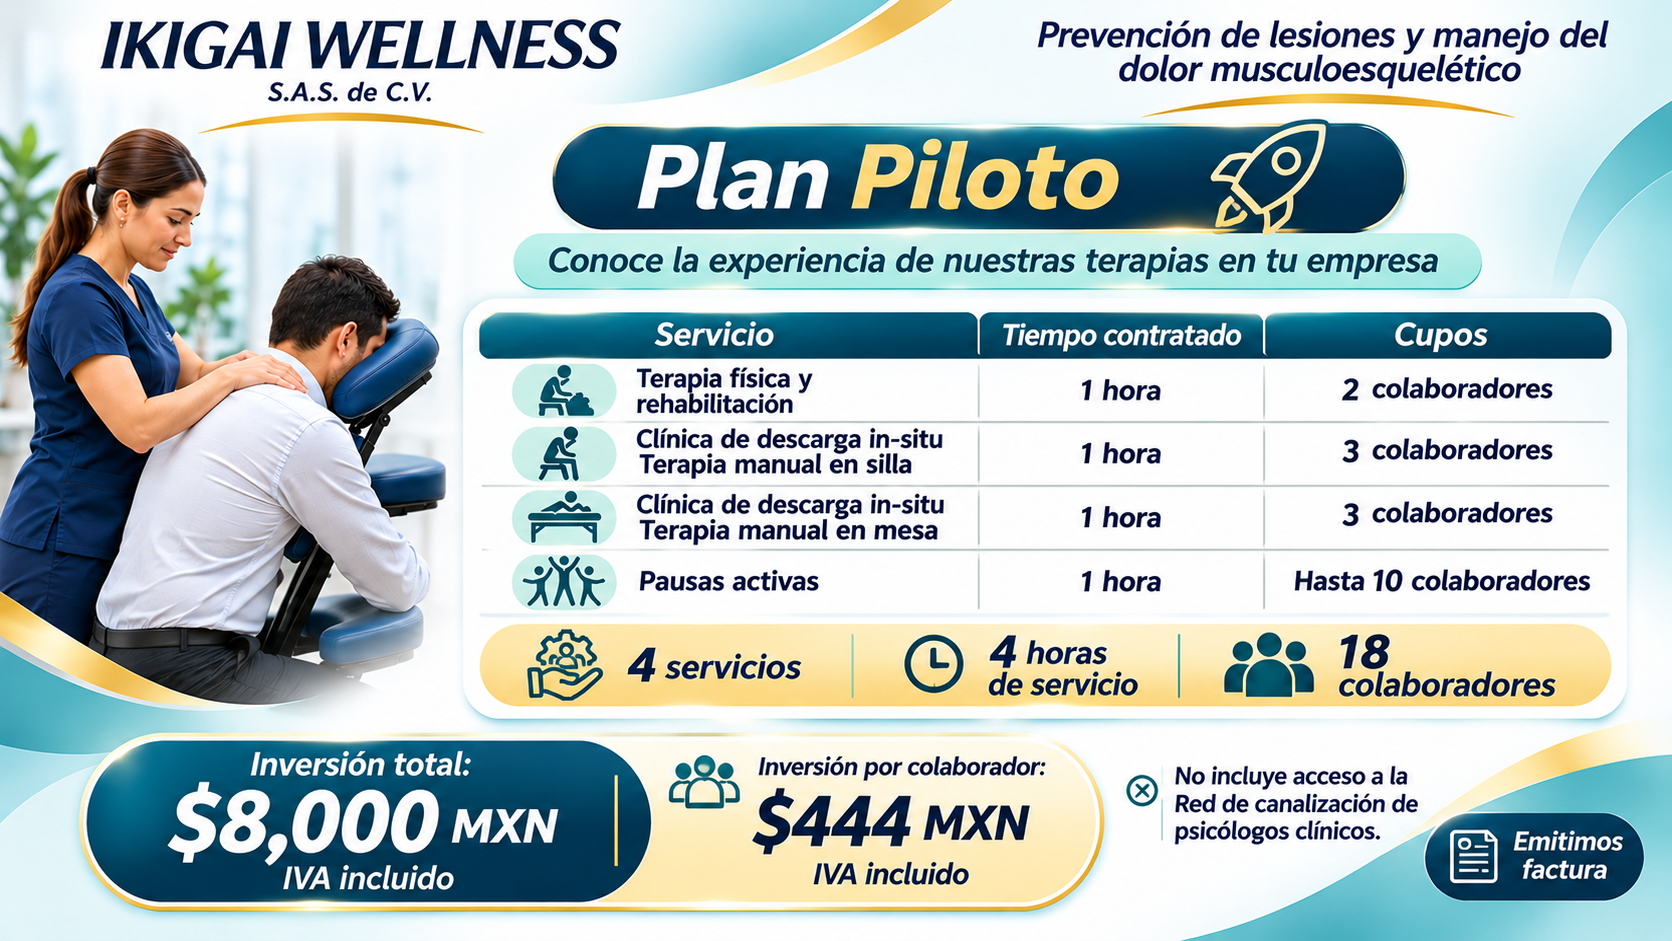 IKIGAI WELLNESS
S.A.S. de C.V.
Prevención de lesiones y manejo del
dolor musculoesquelético
Plan Piloto
Conoce la experiencia de nuestras terapias en tu empresa
Servicio
Tiempo contratado
Cupos
Terapia física y
rehabilitación
1 hora
2 colaboradores
Clínica de descarga in-situ
Terapia manual en silla
1 hora
3 colaboradores
Clínica de descarga in-situ
Terapia manual en mesa
1 hora
3 colaboradores
Pausas activas
1 hora
Hasta 10 colaboradores
4 servicios
4 horas
de servicio
18
colaboradores
Inversión total:
$8,000 MXN
IVA incluido
Inversión por colaborador:
$444 MXN
IVA incluido
No incluye acceso a la
Red de canalización de
psicólogos clínicos.
Emitimos
factura